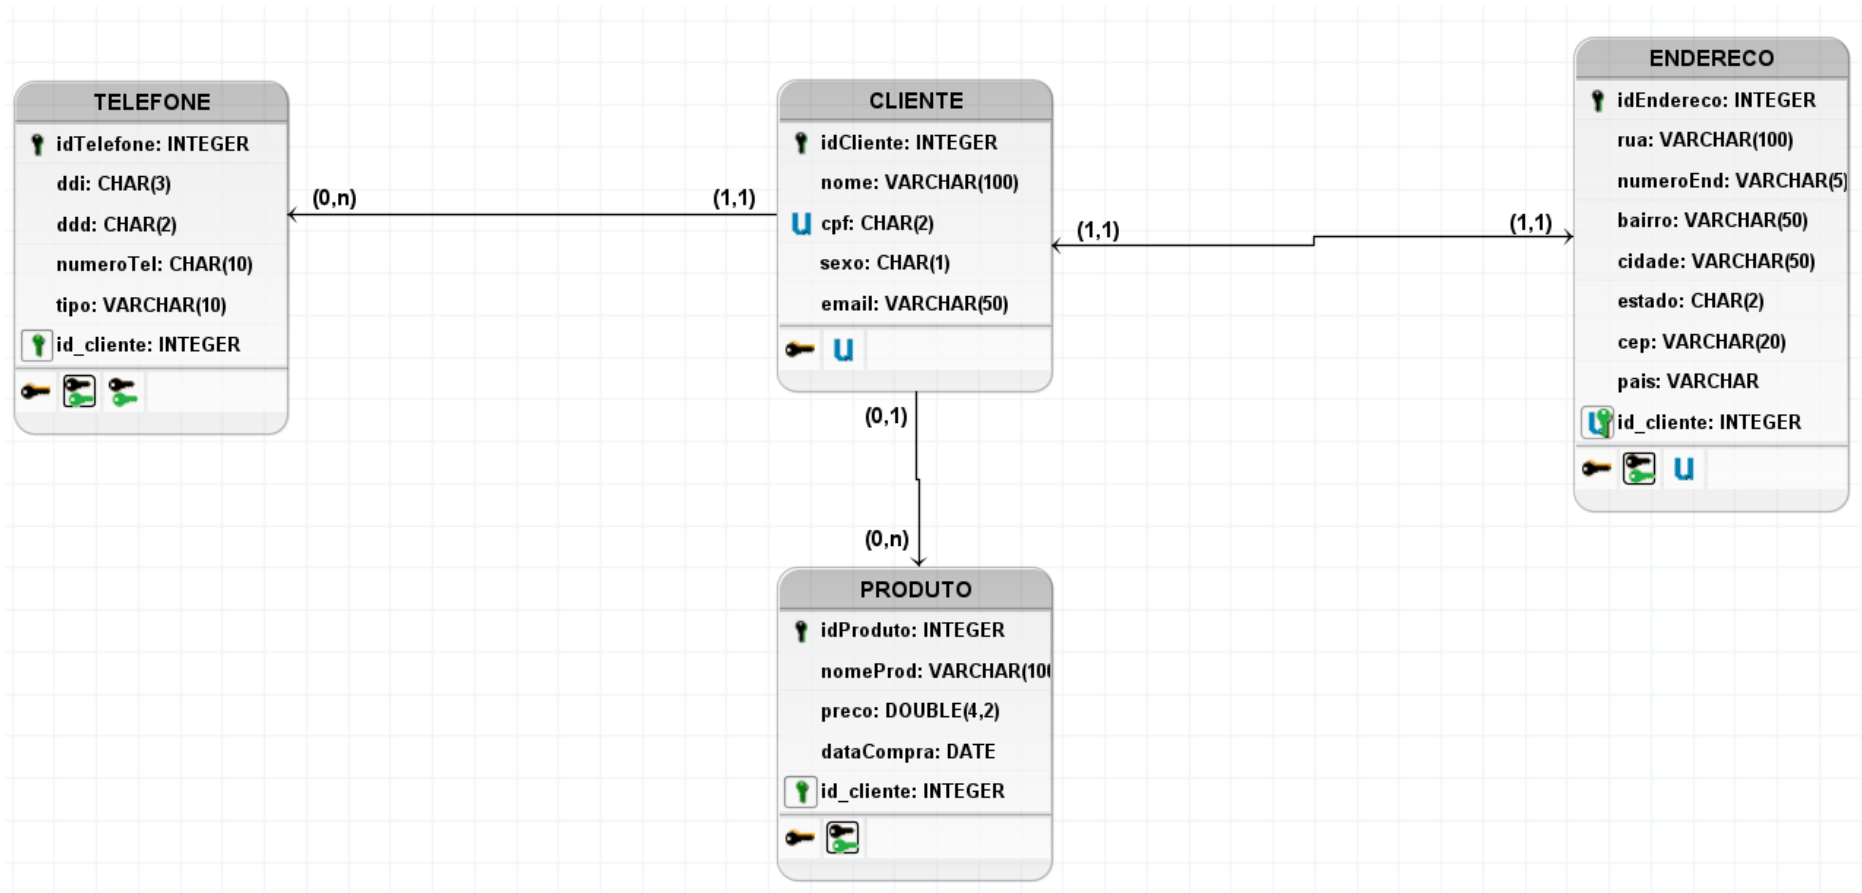 TELEFONE
idTelefone: INTEGER
ddi: CHAR(3)
ddd: CHAR(2)
numeroTel: CHAR(10)
tipo: VARCHAR(10)
id_cliente: INTEGER
(0,n)
(1,1)
CLIENTE
idCliente: INTEGER
nome: VARCHAR(100)
U cpf: CHAR(2)
sexo: CHAR(1)
email: VARCHAR(50)
U
(1,1)
(1,1)
ENDERECO
idEndereco: INTEGER
rua: VARCHAR(100)
numeroEnd: VARCHAR(5)
bairro: VARCHAR(50)
cidade: VARCHAR(50)
estado: CHAR(2)
cep: VARCHAR(20)
pais: VARCHAR
U id_cliente: INTEGER
U
(0,1)
(0,n)
PRODUTO
idProduto: INTEGER
nomeProd: VARCHAR(100
preco: DOUBLE(4,2)
dataCompra: DATE
id_cliente: INTEGER